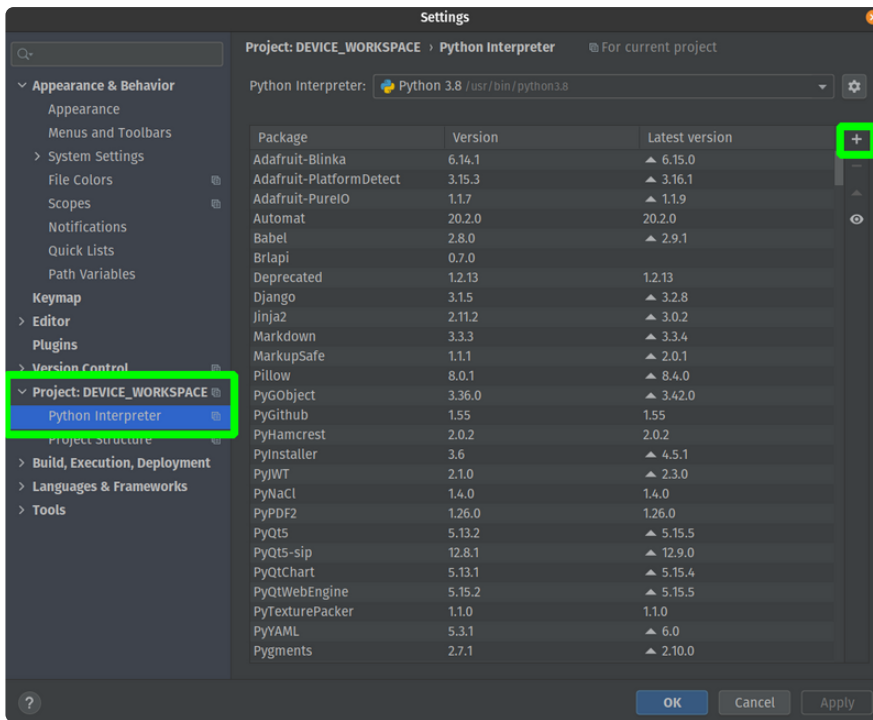 Settings
Appearance & Behavior
Appearance
Menus and Toolbars
System Settings
File Colors
Scopes
Notifications
Quick Lists
Path Variables
Keymap
Editor
Plugins
Version Control
Project: DEVICE_WORKSPACE
Python Interpreter
Project Structure
Build, Execution, Deployment
Languages & Frameworks
Tools
Project: DEVICE_WORKSPACE › Python Interpreter For current project
Python Interpreter: Python 3.8 /usr/bin/python3.8
Package Version Latest version
Adafruit-Blinka 6.14.1 ▲ 6.15.0
Adafruit-PlatformDetect 3.15.3 ▲ 3.16.1
Adafruit-PureIO 1.1.7 ▲ 1.1.9
Automat 20.2.0 20.2.0
Babel 2.8.0 ▲ 2.9.1
Brlapi 0.7.0
Deprecated 1.2.13 1.2.13
Django 3.1.5 ▲ 3.2.8
Jinja2 2.11.2 ▲ 3.0.2
Markdown 3.3.3 ▲ 3.3.4
MarkupSafe 1.1.1 ▲ 2.0.1
Pillow 8.0.1 ▲ 8.4.0
PyGObject 3.36.0 ▲ 3.42.0
PyGithub 1.55 1.55
PyHamcrest 2.0.2 2.0.2
PyInstaller 3.6 ▲ 4.5.1
PyJWT 2.1.0 ▲ 2.3.0
PyNaCl 1.4.0 1.4.0
PyPDF2 1.26.0 1.26.0
PyQt5 5.13.2 ▲ 5.15.5
PyQt5-sip 12.8.1 ▲ 12.9.0
PyQtChart 5.13.1 ▲ 5.15.4
PyQtWebEngine 5.15.2 ▲ 5.15.5
PyTexturePacker 1.1.0 1.1.0
PyYAML 5.3.1 ▲ 6.0
Pygments 2.7.1 ▲ 2.10.0
? OK Cancel Apply